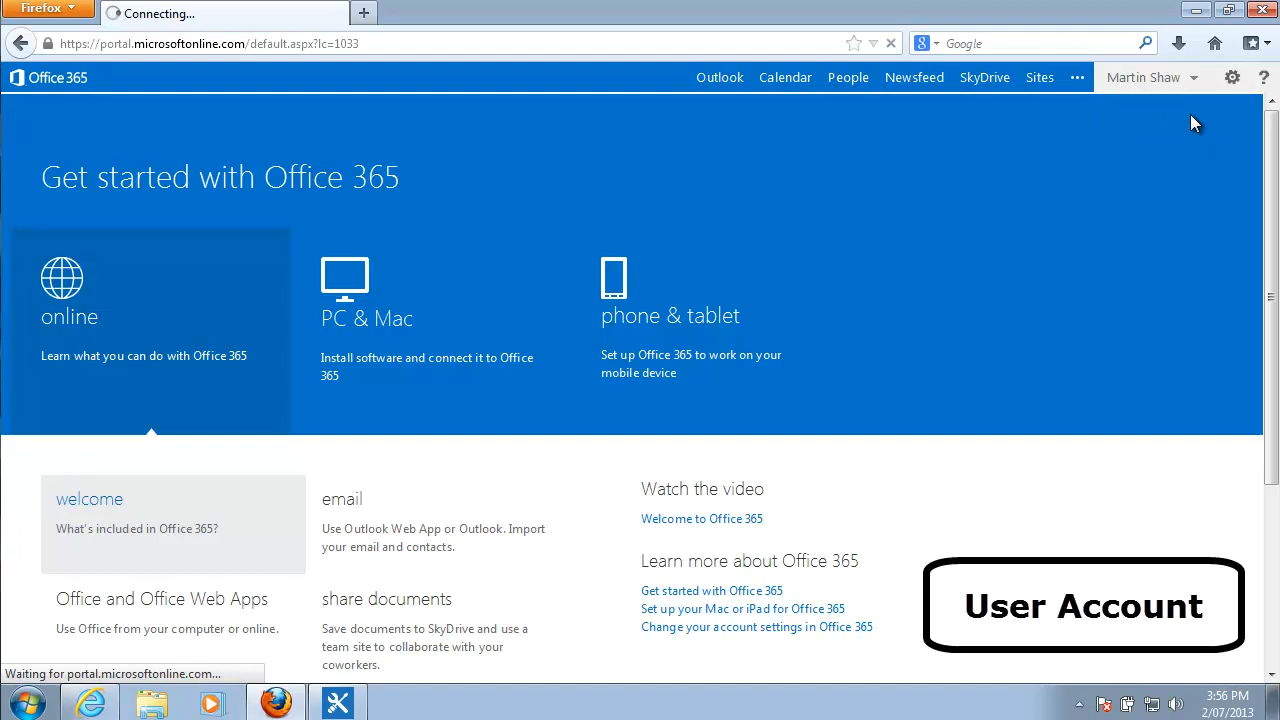 Firefox
Connecting...
https://portal.microsoftonline.com/default.aspx?lc=1033
Google
Office 365
Outlook Calendar People Newsfeed SkyDrive Sites ... Martin Shaw ?
Get started with Office 365
online
Learn what you can do with Office 365
PC & Mac
Install software and connect it to Office
365
phone & tablet
Set up Office 365 to work on your
mobile device
welcome
What's included in Office 365?
email
Use Outlook Web App or Outlook. Import
your email and contacts.
Office and Office Web Apps
Use Office from your computer or online.
share documents
Save documents to SkyDrive and use a
team site to collaborate with your
coworkers.
Watch the video
Welcome to Office 365
Learn more about Office 365
Get started with Office 365
Set up your Mac or iPad for Office 365
Change your account settings in Office 365
User Account
Waiting for portal.microsoftonline.com...
3:56 PM
2/07/2013